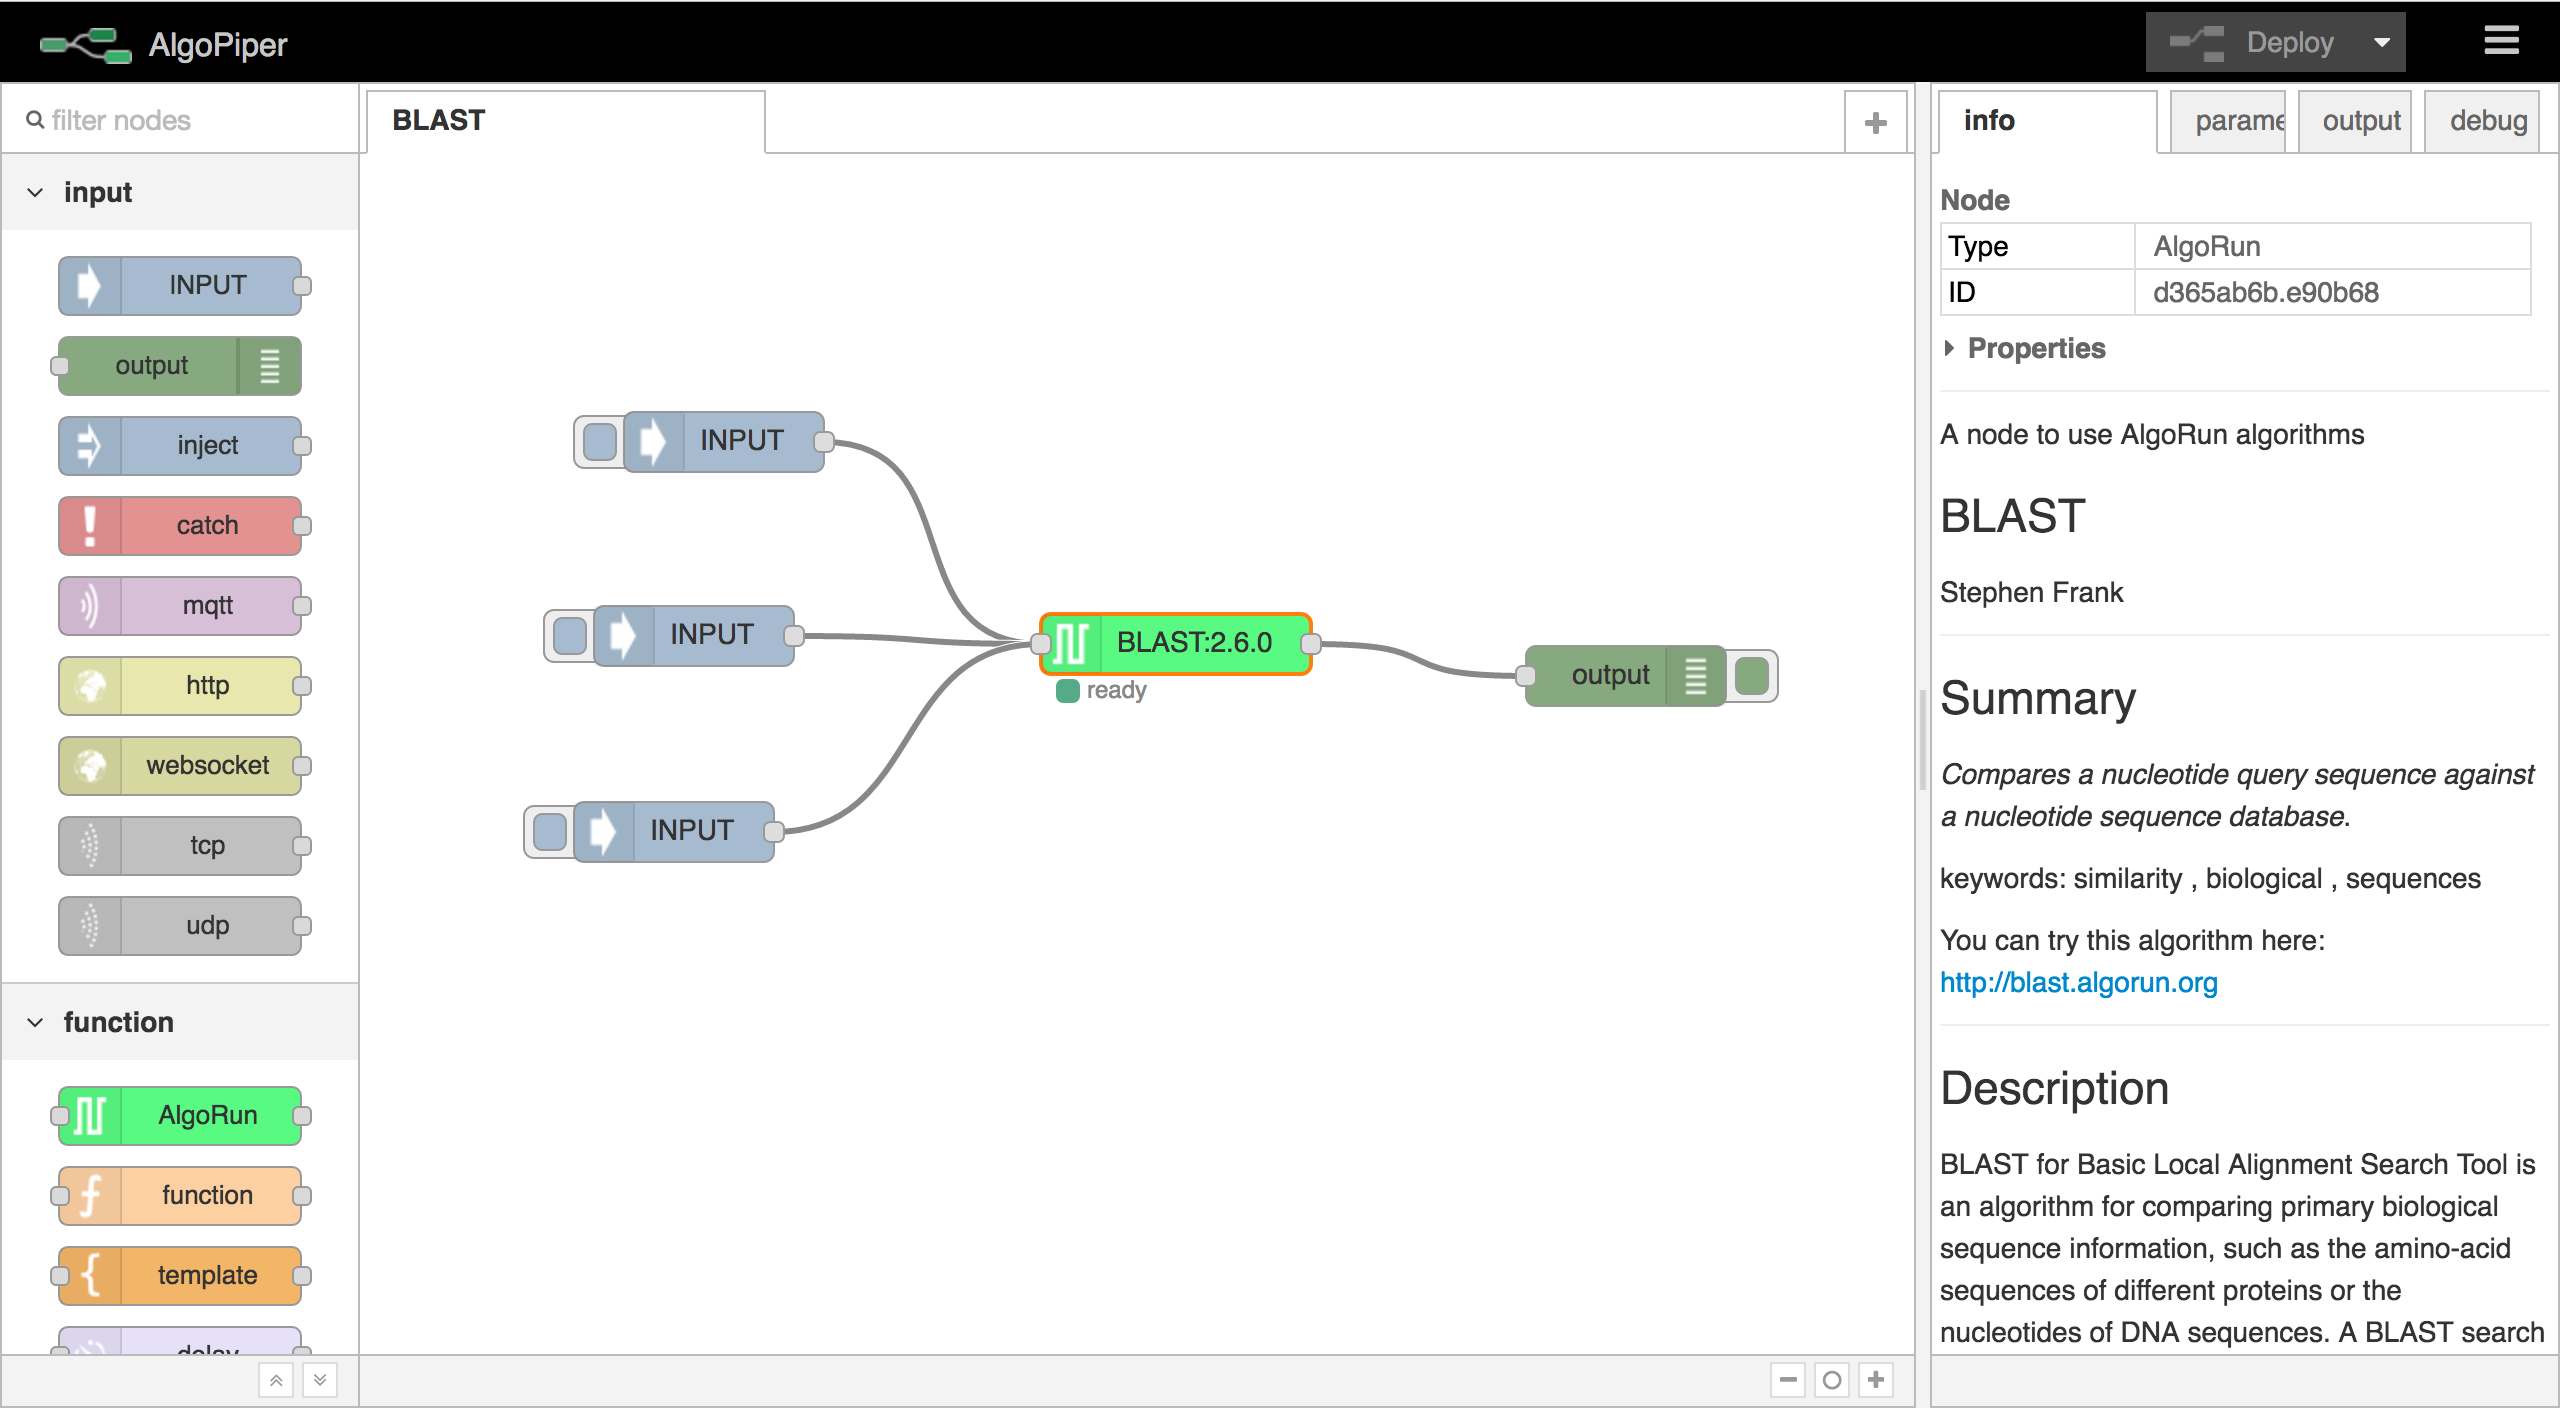 AlgoPiper
Deploy
filter nodes
input
INPUT
output
inject
catch
mqtt
http
websocket
tcp
udp
function
AlgoRun
function
template
delay
BLAST
INPUT
INPUT
INPUT
BLAST:2.6.0
ready
output
info
parame
output
debug
Node
Type AlgoRun
ID d365ab6b.e90b68
Properties
A node to use AlgoRun algorithms
BLAST
Stephen Frank
Summary
Compares a nucleotide query sequence against
a nucleotide sequence database.
keywords: similarity , biological , sequences
You can try this algorithm here:
http://blast.algorun.org
Description
BLAST for Basic Local Alignment Search Tool is
an algorithm for comparing primary biological
sequence information, such as the amino-acid
sequences of different proteins or the
nucleotides of DNA sequences. A BLAST search